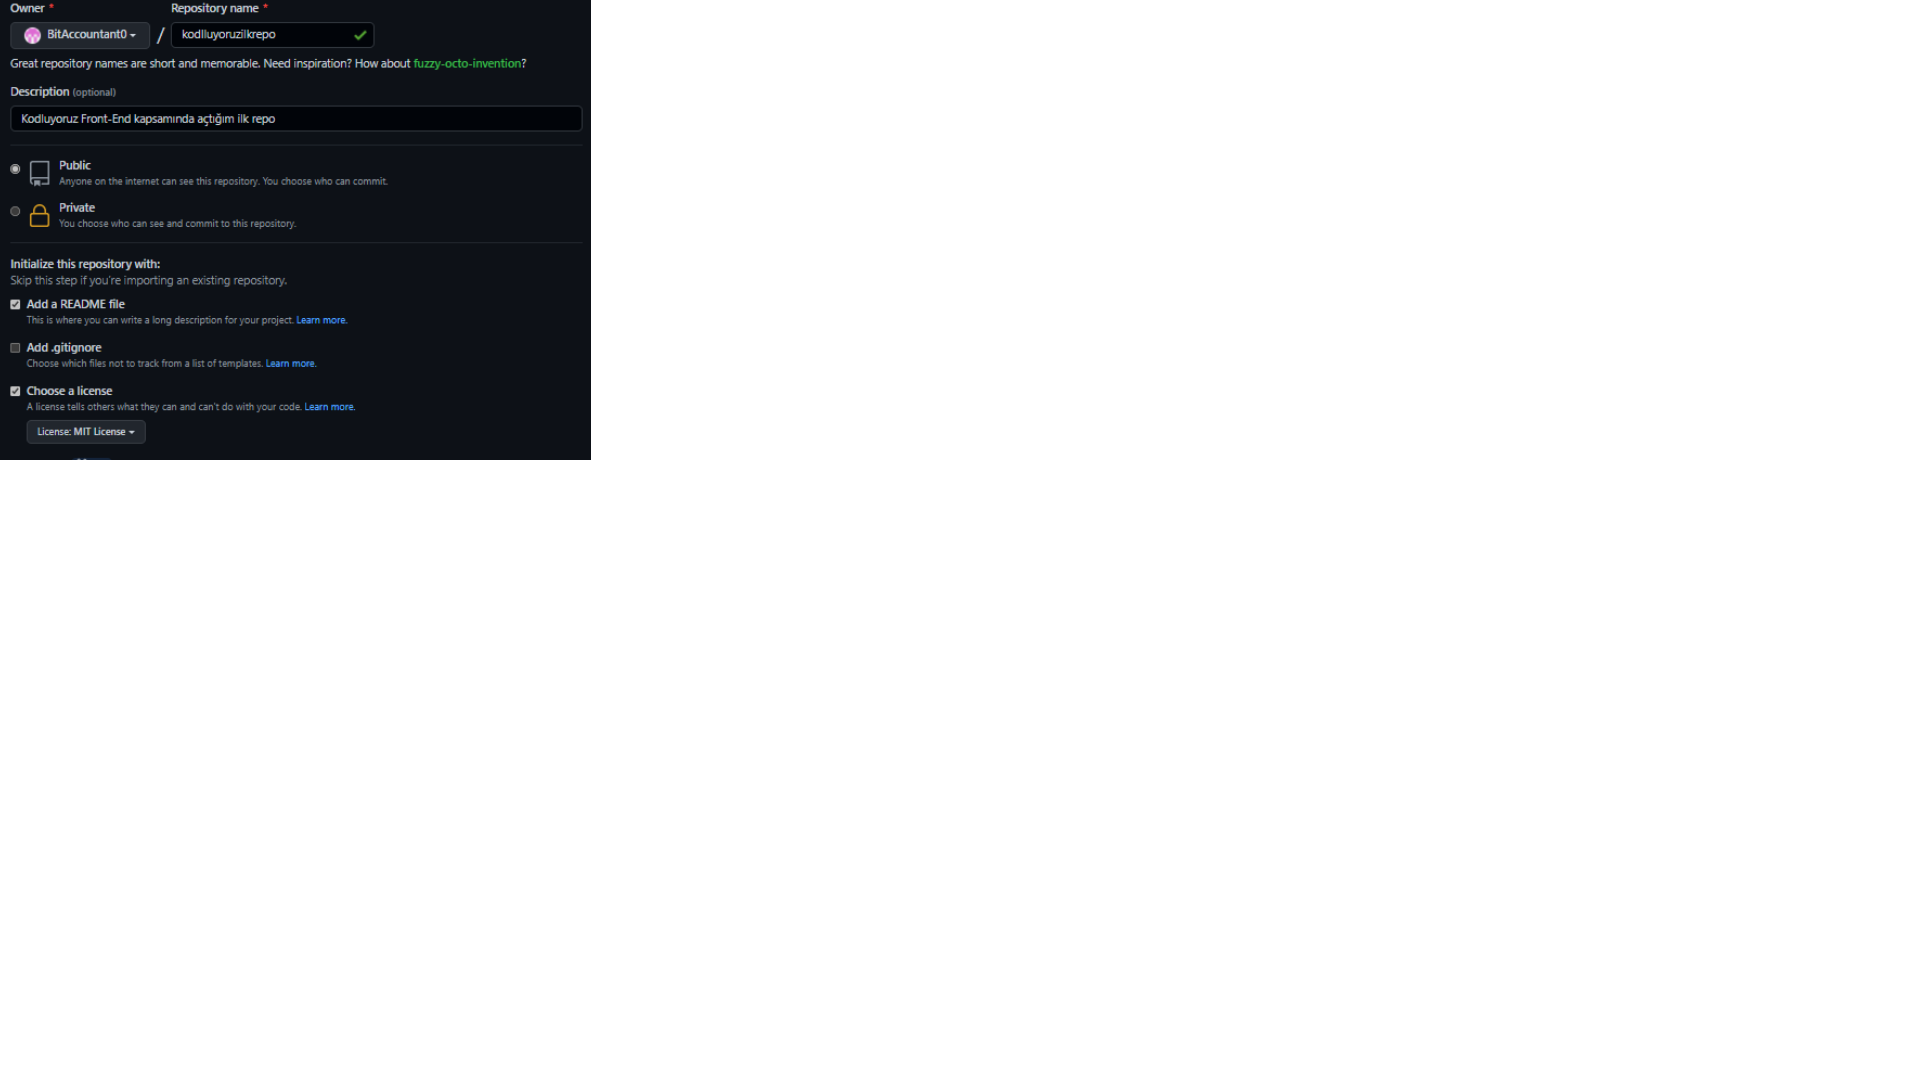 Owner * Repository name *
BitAccountant0 / kodlluyoruzilkrepo
Great repository names are short and memorable. Need inspiration? How about fuzzy-octo-invention?
Description (optional)
Kodluyoruz Front-End kapsamında açtığım ilk repo
Public
Anyone on the internet can see this repository. You choose who can commit.
Private
You choose who can see and commit to this repository.
Initialize this repository with:
Skip this step if you're importing an existing repository.
Add a README file
This is where you can write a long description for your project. Learn more.
Add .gitignore
Choose which files not to track from a list of templates. Learn more.
Choose a license
A license tells others what they can and can't do with your code. Learn more.
License: MIT License